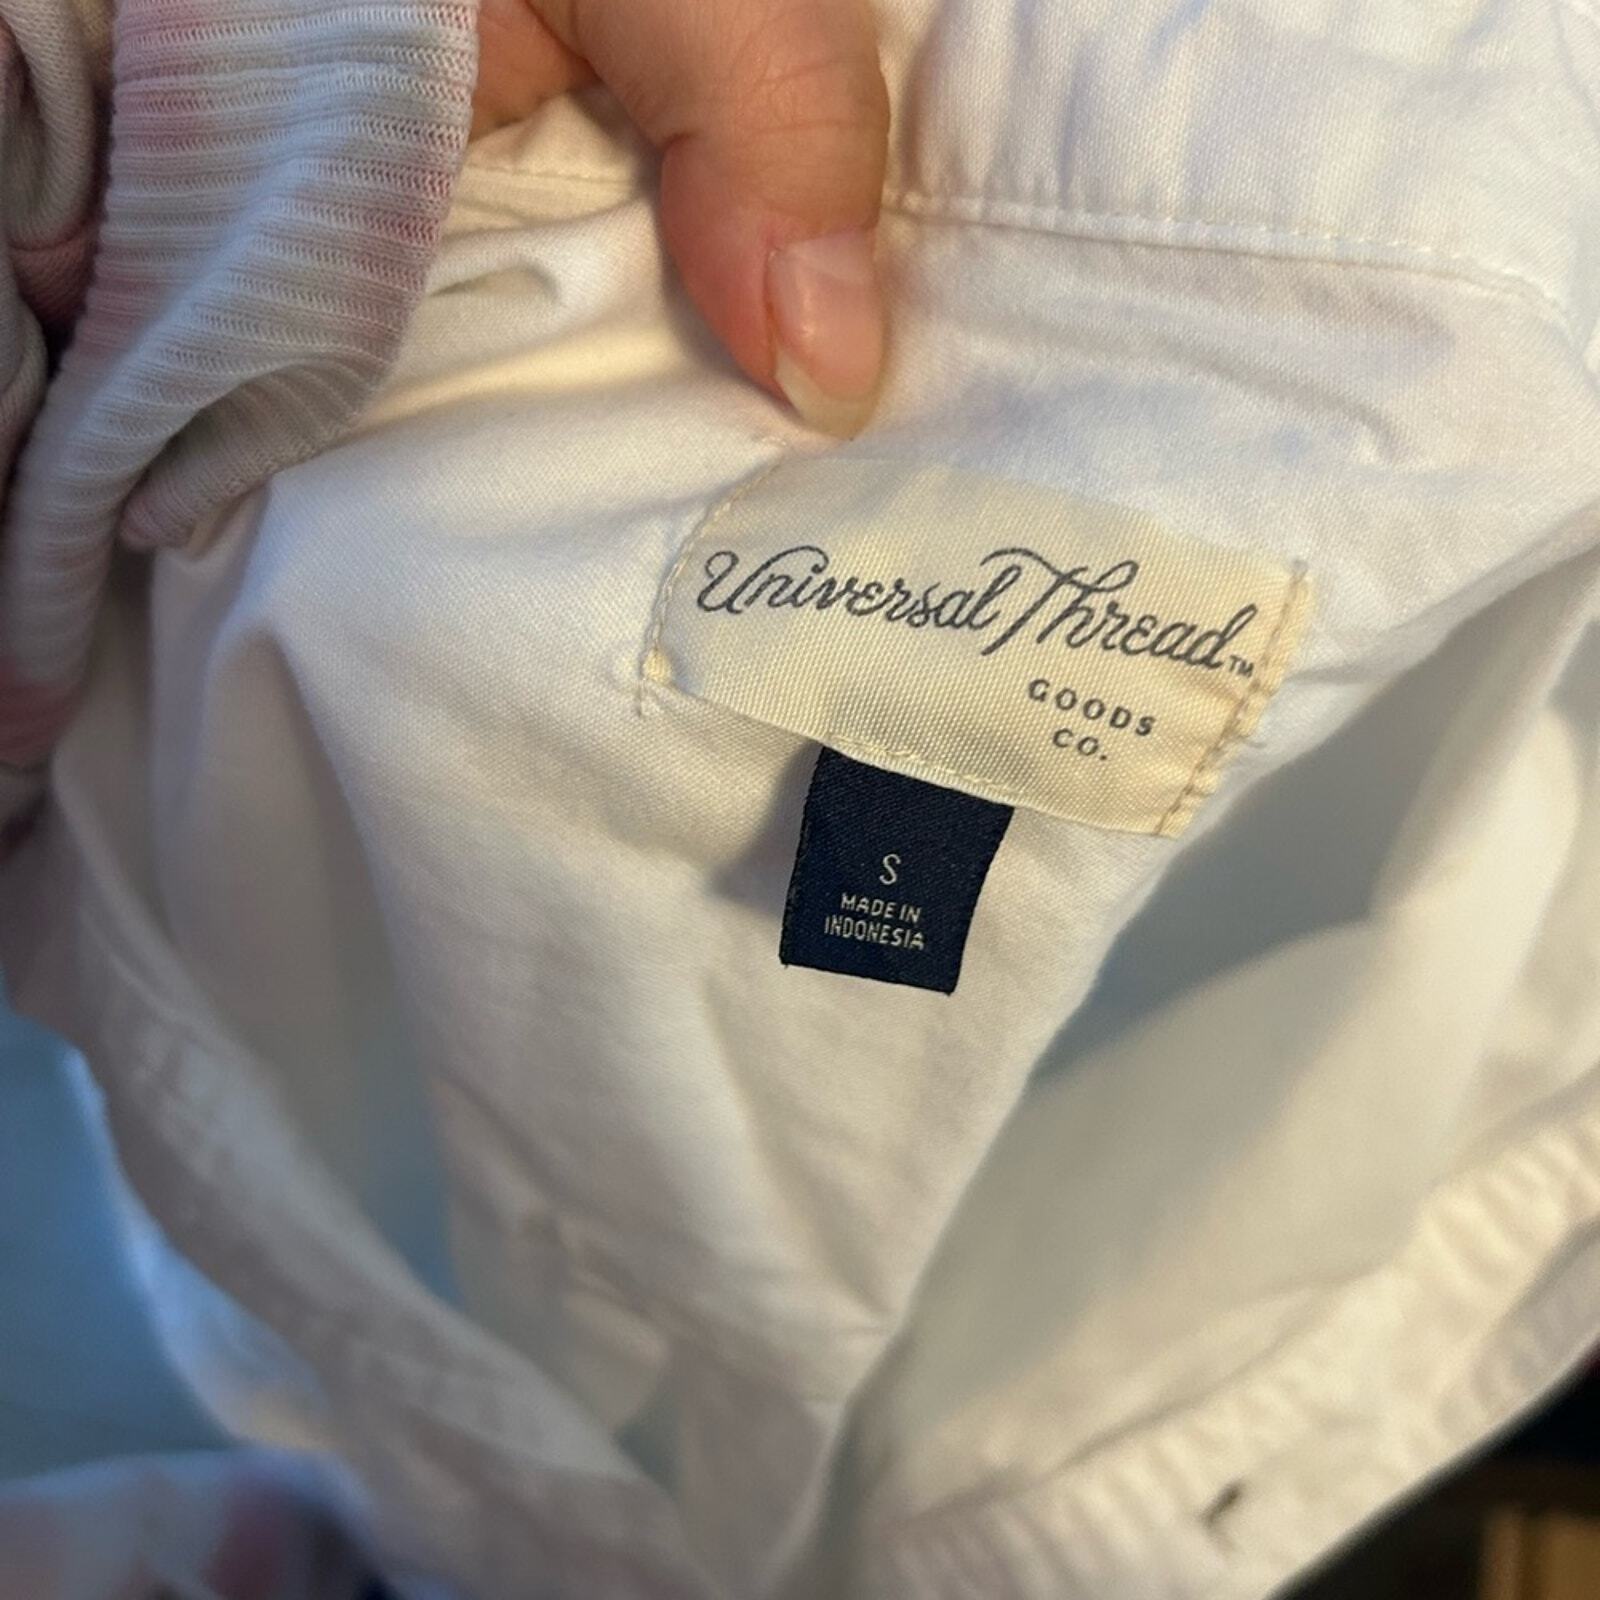 Universal Thread™
GOODS
CO.
S
MADE IN
INDONESIA